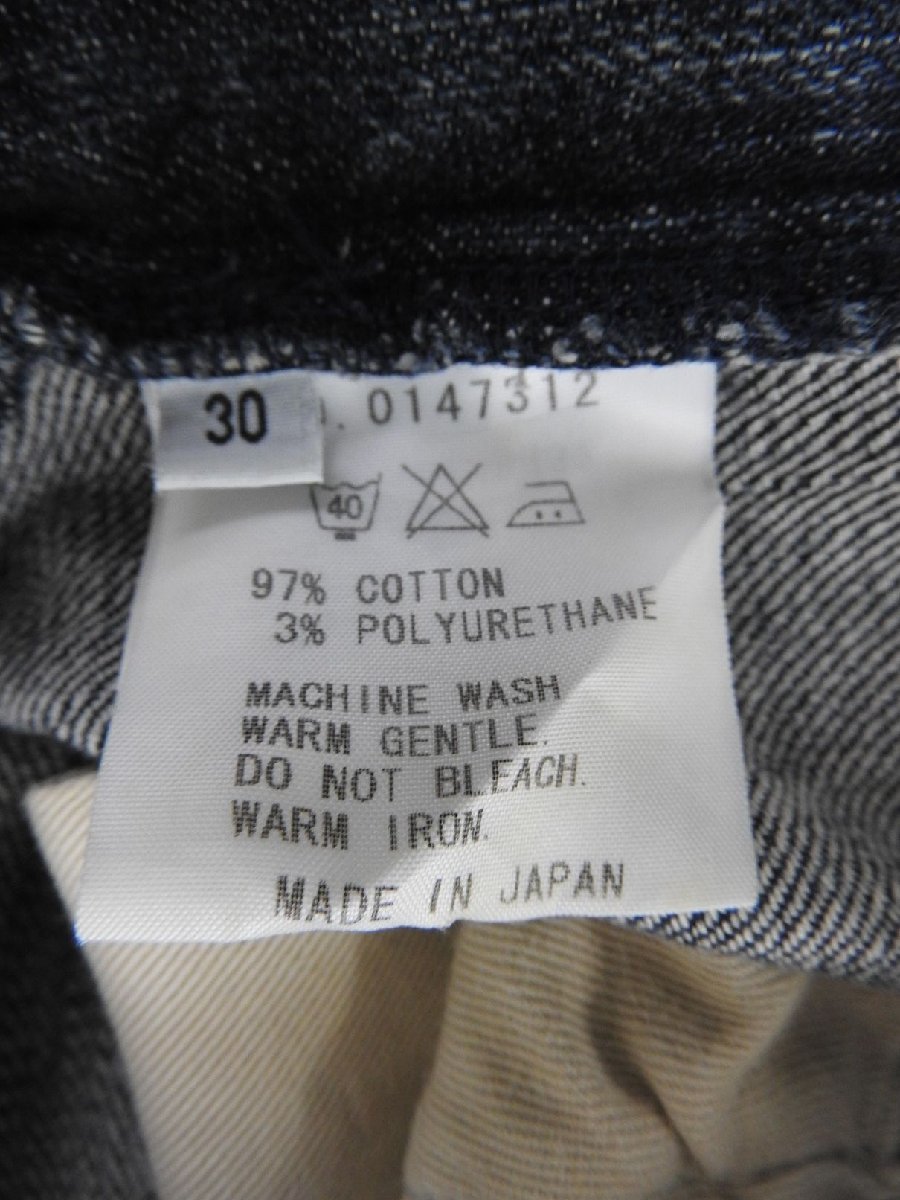 30
. 0147312
40
97% COTTON
3% POLYURETHANE
MACHINE WASH
WARM GENTLE.
DO NOT BLEACH.
WARM IRON.
MADE IN JAPAN